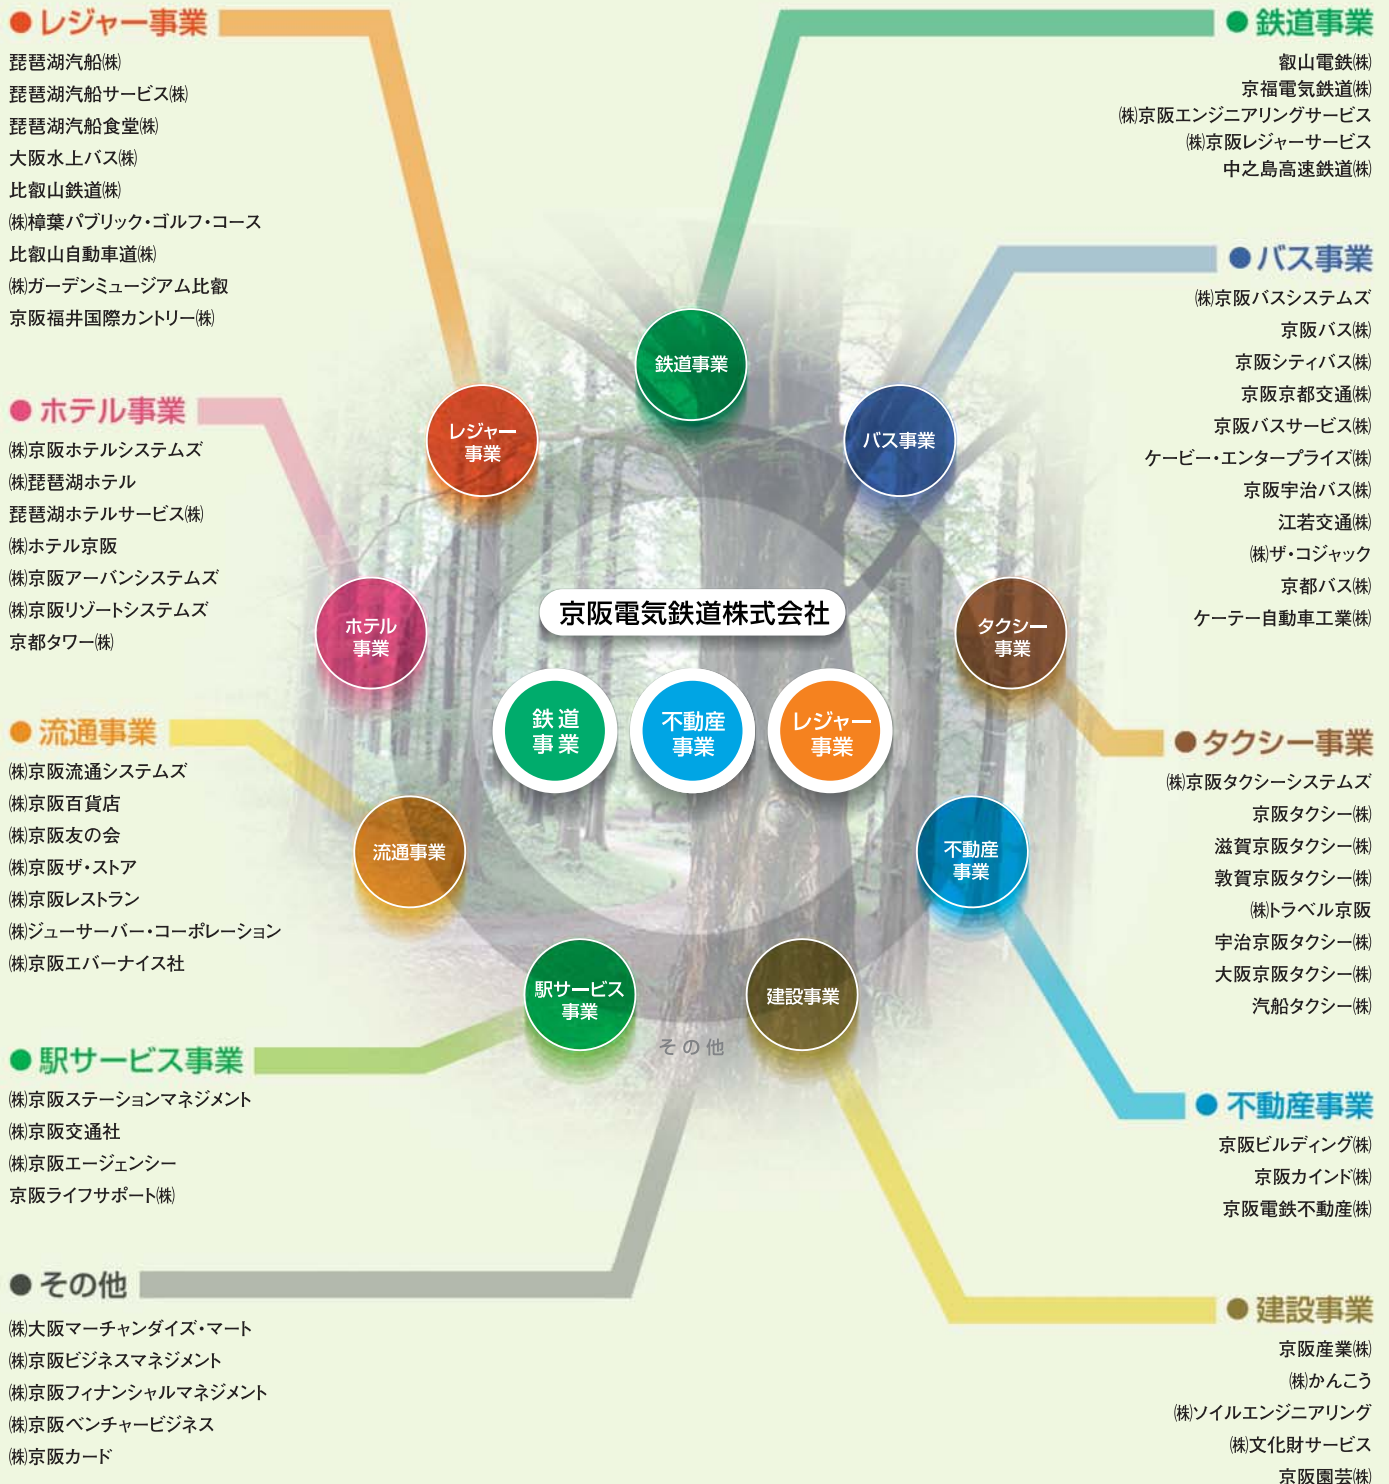 ● レジャー事業
琵琶湖汽船㈱
琵琶湖汽船サービス㈱
琵琶湖汽船食堂㈱
大阪水上バス㈱
比叡山鉄道㈱
㈱樟葉パブリック・ゴルフ・コース
比叡山自動車道㈱
㈱ガーデンミュージアム比叡
京阪福井国際カントリー㈱
● ホテル事業
㈱京阪ホテルシステムズ
㈱琵琶湖ホテル
琵琶湖ホテルサービス㈱
㈱ホテル京阪
㈱京阪アーバンシステムズ
㈱京阪リゾートシステムズ
京都タワー㈱
● 流通事業
㈱京阪流通システムズ
㈱京阪百貨店
㈱京阪友の会
㈱京阪ザ・ストア
㈱京阪レストラン
㈱ジューサーバー・コーポレーション
㈱京阪エバーナイス社
● 駅サービス事業
㈱京阪ステーションマネジメント
㈱京阪交通社
㈱京阪エージェンシー
京阪ライフサポート㈱
● その他
㈱大阪マーチャンダイズ・マート
㈱京阪ビジネスマネジメント
㈱京阪フィナンシャルマネジメント
㈱京阪ベンチャービジネス
㈱京阪カード
鉄道事業
レジャー
事業
バス事業
ホテル
事業
タクシー
事業
京阪電気鉄道株式会社
鉄道
事業
不動産
事業
レジャー
事業
流通事業
不動産
事業
駅サービス
事業
建設事業
その他
● 鉄道事業
叡山電鉄㈱
京福電気鉄道㈱
㈱京阪エンジニアリングサービス
㈱京阪レジャーサービス
中之島高速鉄道㈱
● バス事業
㈱京阪バスシステムズ
京阪バス㈱
京阪シティバス㈱
京阪京都交通㈱
京阪バスサービス㈱
ケービー・エンタープライズ㈱
京阪宇治バス㈱
江若交通㈱
㈱ザ・コジャック
京都バス㈱
ケーテー自動車工業㈱
● タクシー事業
㈱京阪タクシーシステムズ
京阪タクシー㈱
滋賀京阪タクシー㈱
敦賀京阪タクシー㈱
㈱トラベル京阪
宇治京阪タクシー㈱
大阪京阪タクシー㈱
汽船タクシー㈱
● 不動産事業
京阪ビルディング㈱
京阪カインド㈱
京阪電鉄不動産㈱
● 建設事業
京阪産業㈱
㈱かんこう
㈱ソイルエンジニアリング
㈱文化財サービス
京阪園芸㈱